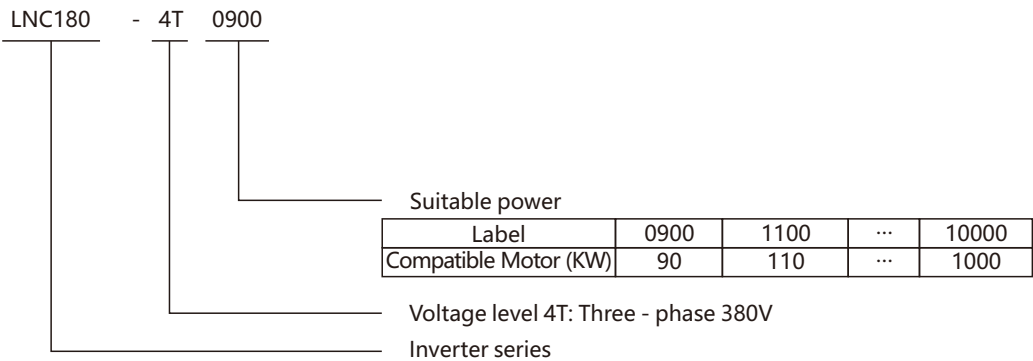 LNC180 - 4T 0900
Suitable power
Label 0900 1100 ··· 10000
Compatible Motor (KW) 90 110 ··· 1000
Voltage level 4T: Three - phase 380V
Inverter series